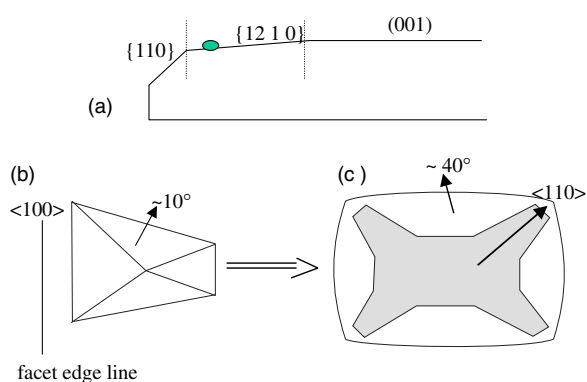 (001)
{110}
{12 1 0}
(a)
(b)
(c )
~ 40°
<100>
~10°
<110>
facet edge line